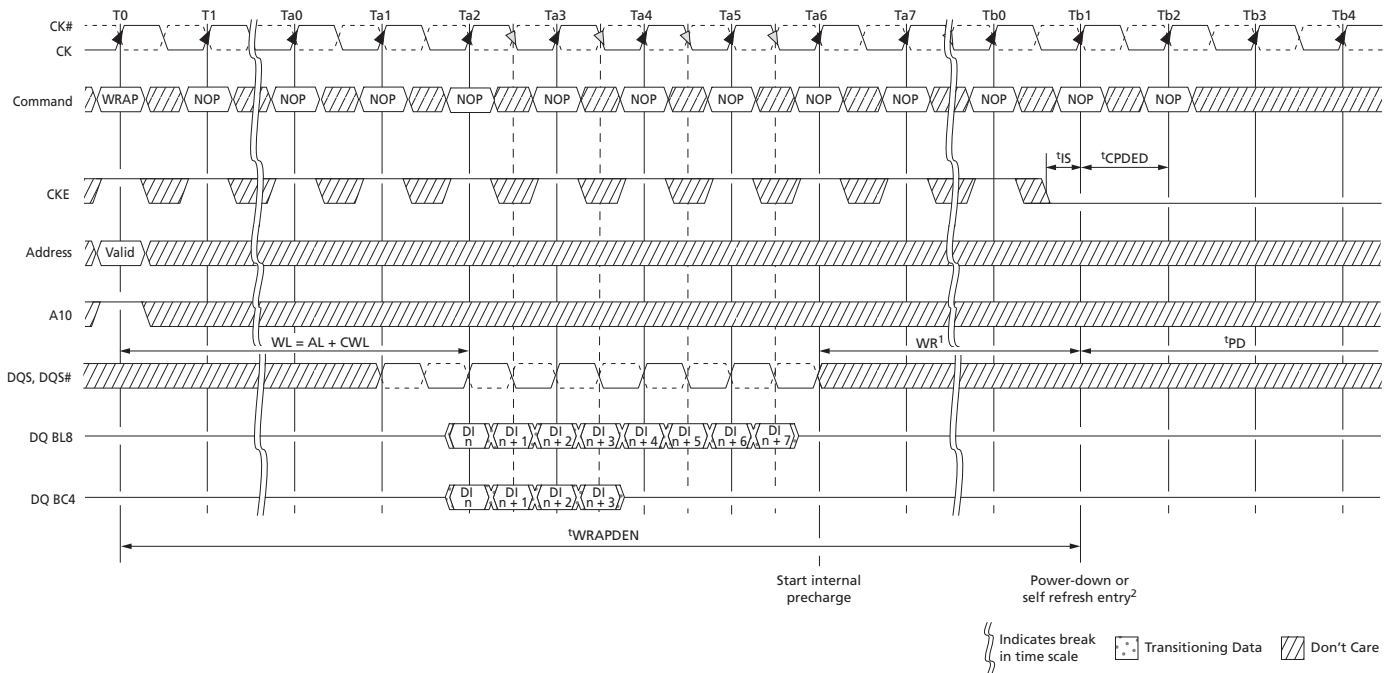 T0 T1 Ta0 Ta1 Ta2 Ta3 Ta4 Ta5 Ta6 Ta7 Tb0 Tb1 Tb2 Tb3 Tb4
CK#
CK
Command WRAP NOP NOP NOP NOP NOP NOP NOP NOP NOP NOP NOP NOP
tIS tCPDED
CKE
Address Valid
A10
WL = AL + CWL WR1 tPD
DQS, DQS#
DQ BL8 DI n DI n + 1 DI n + 2 DI n + 3 DI n + 4 DI n + 5 DI n + 6 DI n + 7
DQ BC4 DI n DI n + 1 DI n + 2 DI n + 3
tWRAPDEN
Start internal
precharge
Power-down or
self refresh entry2
Indicates break
in time scale
Transitioning Data
Don't Care